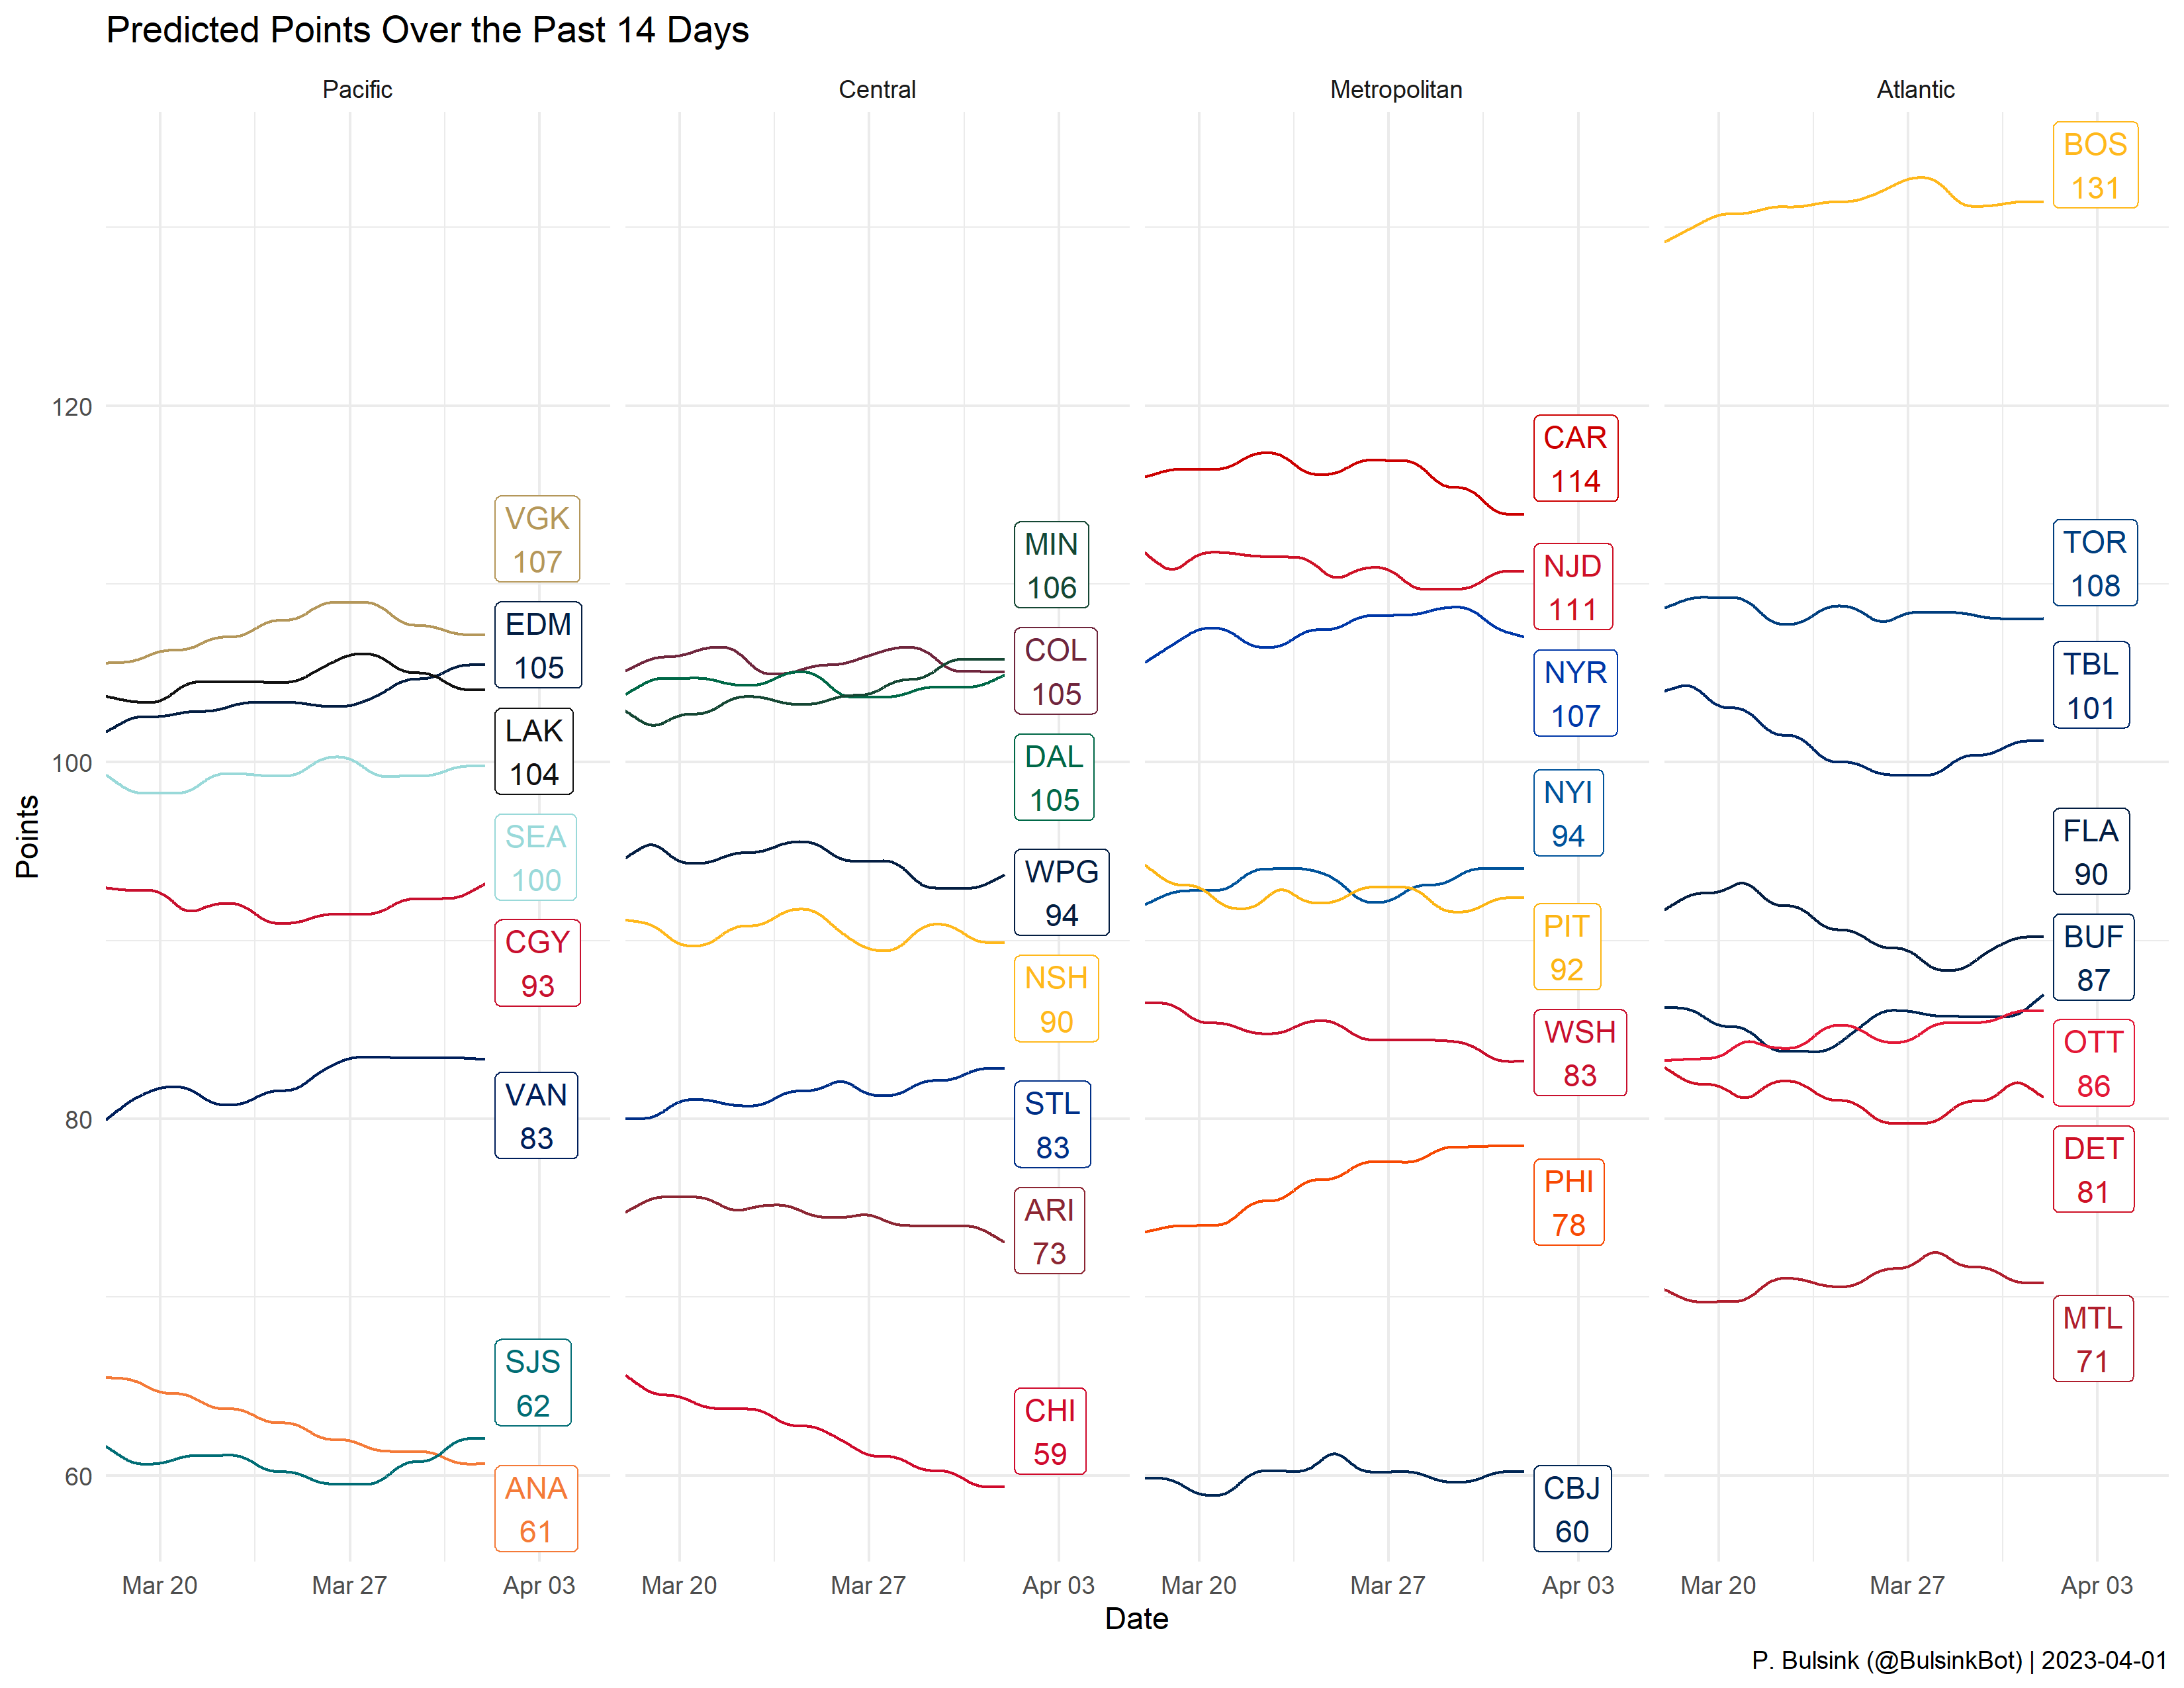 Predicted Points Over the Past 14 Days
Pacific
Central
Metropolitan
Atlantic
Points
120
100
80
60
VGK
107
EDM
105
LAK
104
SEA
100
CGY
93
VAN
83
SJS
62
ANA
61
MIN
106
COL
105
DAL
105
WPG
94
NSH
90
STL
83
ARI
73
CHI
59
CAR
114
NJD
111
NYR
107
NYI
94
PIT
92
WSH
83
PHI
78
CBJ
60
BOS
131
TOR
108
TBL
101
FLA
90
BUF
87
OTT
86
DET
81
MTL
71
Mar 20 Mar 27 Apr 03
Mar 20 Mar 27 Apr 03
Mar 20 Mar 27 Apr 03
Mar 20 Mar 27 Apr 03
Date
P. Bulsink (@BulsinkBot) | 2023-04-01